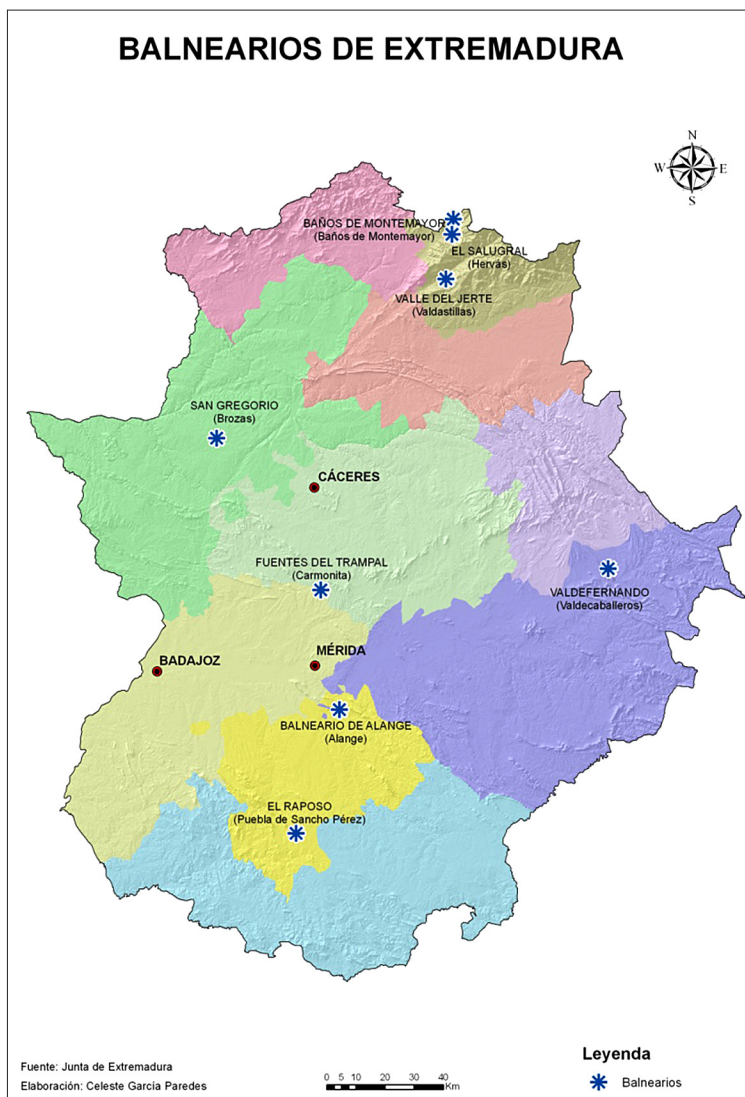 BALNEARIOS DE EXTREMADURA
N
W E
S
BAÑOS DE MONTEMAYOR
(Baños de Montemayor)
EL SALUGRAL
(Hervás)
VALLE DEL JERTE
(Valdastillas)
SAN GREGORIO
(Brozas)
CÁCERES
FUENTES DEL TRAMPAL
(Carmonita)
VALDEFERNANDO
(Valdecaballeros)
BADAJOZ
MÉRIDA
BALNEARIO DE ALANGE
(Alange)
EL RAPOSO
(Puebla de Sancho Pérez)
Leyenda
Balnearios
Fuente: Junta de Extremadura
Elaboración: Celeste García Paredes
0 5 10 20 30 40
Km